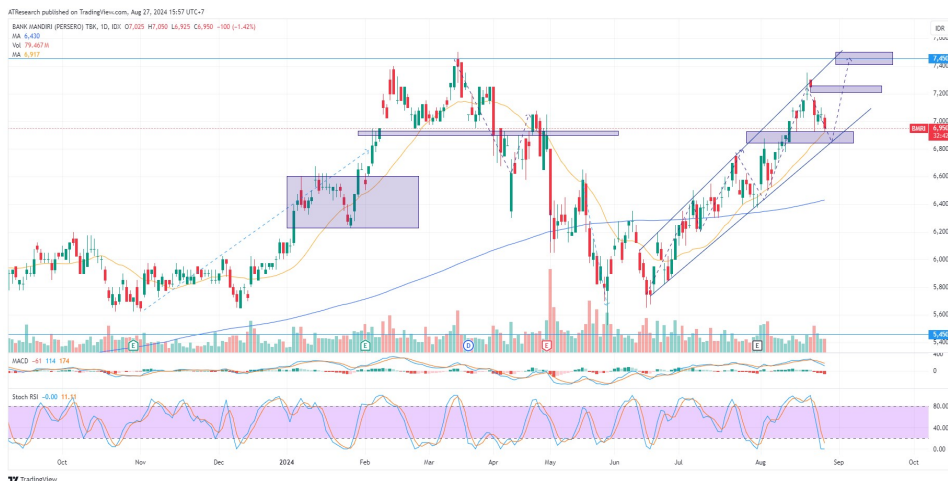 ATResearch published on TradingView.com, Aug 27, 2024 15:57 UTC+7
BANK MANDIRI (PERSERO) TBK, 1D, IDX O7,025 H7,050 L6,925 C6,950 −100 (−1.42%)
MA 6,430
Vol 79.467M
MA 6,917
IDR
7,450
7,400
7,200
BMRI 6,950
6,800
6,600
6,400
6,200
6,000
5,800
5,600
5,450
5,400
E E D E E
MACD −61 114 174
400
0
Stoch RSI −0.00 11.11
80.00
40.00
0.00
Oct Nov Dec 2024 Feb Mar Apr May Jun Jul Aug Sep Oct
TradingView